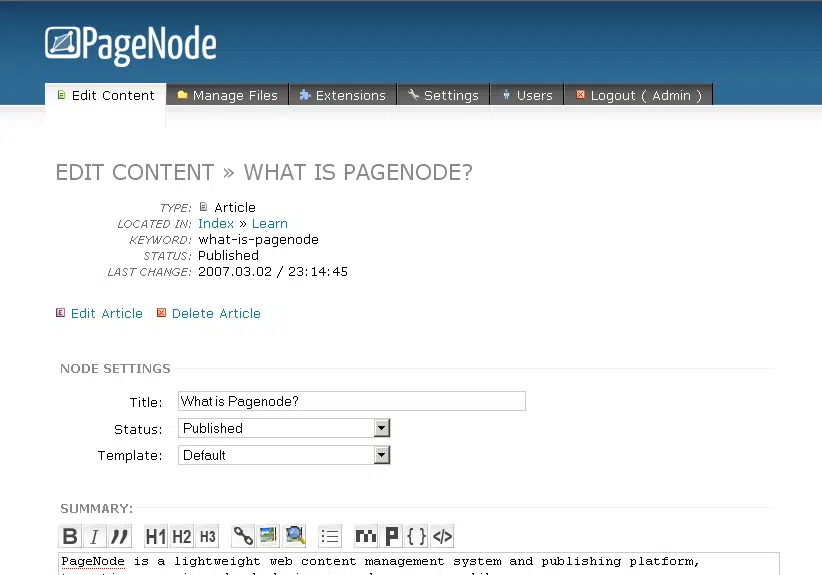 PageNode
Edit Content Manage Files Extensions Settings Users Logout ( Admin )
EDIT CONTENT » WHAT IS PAGENODE?
TYPE: Article
LOCATED IN: Index » Learn
KEYWORD: what-is-pagenode
STATUS: Published
LAST CHANGE: 2007.03.02 / 23:14:45
Edit Article Delete Article
NODE SETTINGS
Title: What is Pagenode?
Status: Published
Template: Default
SUMMARY:
B I " H1 H2 H3 P { } </>
PageNode is a lightweight web content management system and publishing platform,